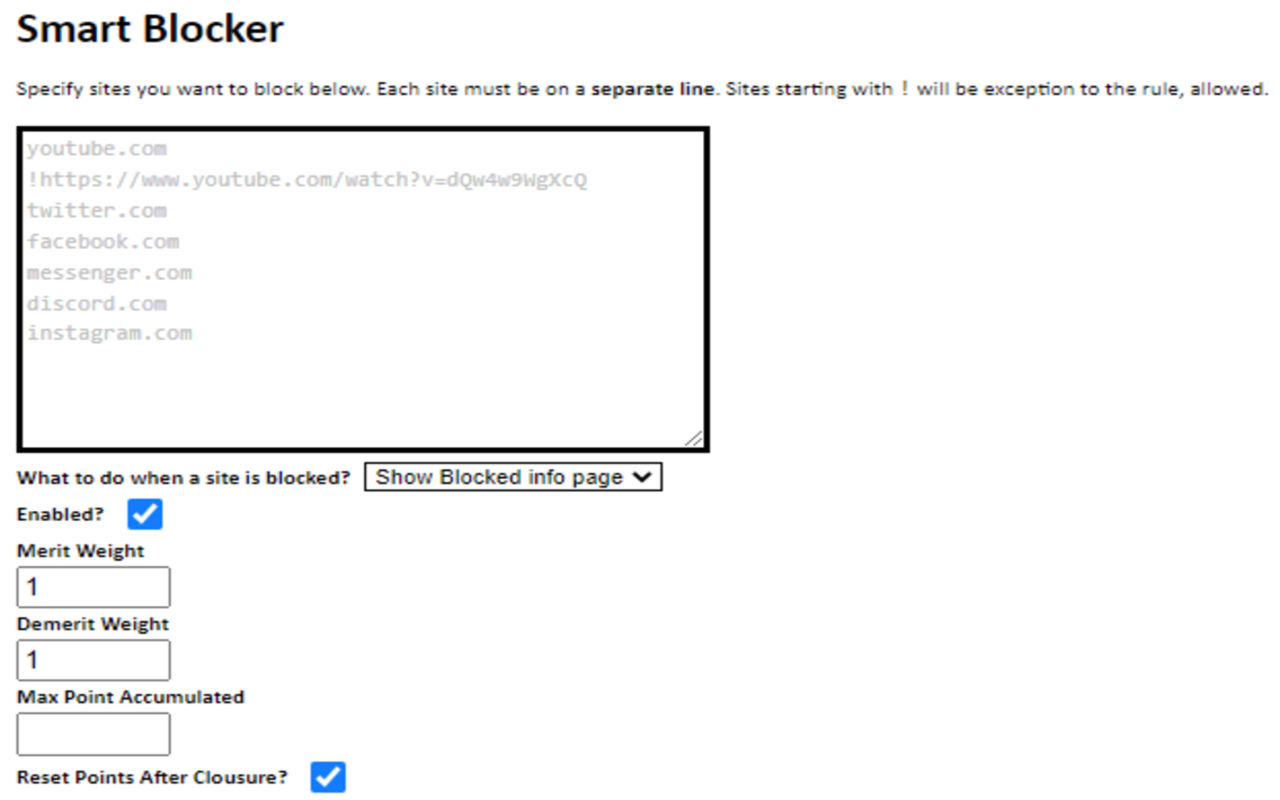 Smart Blocker
Specify sites you want to block below. Each site must be on a separate line. Sites starting with ! will be exception to the rule, allowed.
youtube.com
!https://www.youtube.com/watch?v=dQw4w9WgXcQ
twitter.com
facebook.com
messenger.com
discord.com
instagram.com
What to do when a site is blocked? Show Blocked info page
Enabled?
Merit Weight
1
Demerit Weight
1
Max Point Accumulated
Reset Points After Clousure?